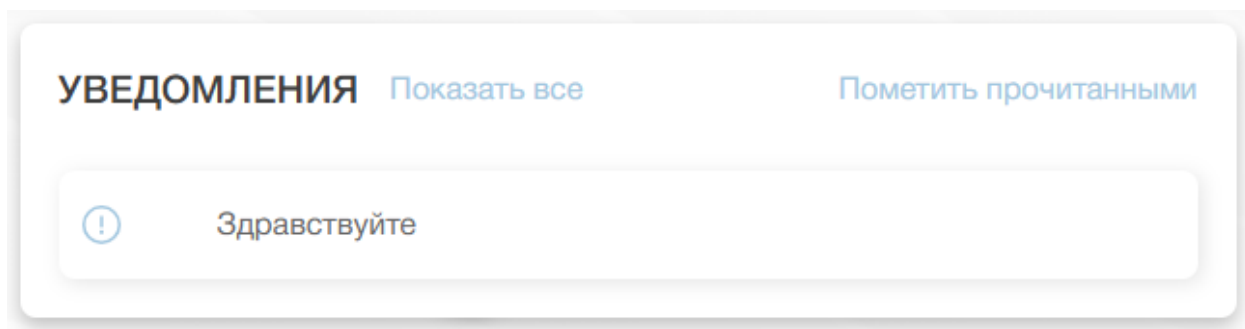 УВЕДОМЛЕНИЯ Показать все Пометить прочитанными
Здравствуйте